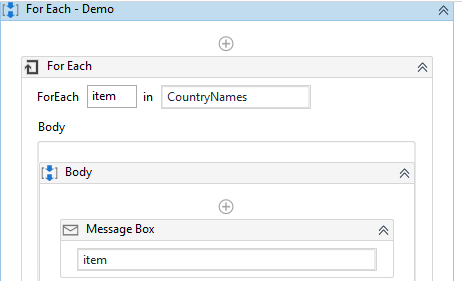 For Each - Demo
For Each
ForEach item in CountryNames
Body
Body
Message Box
item